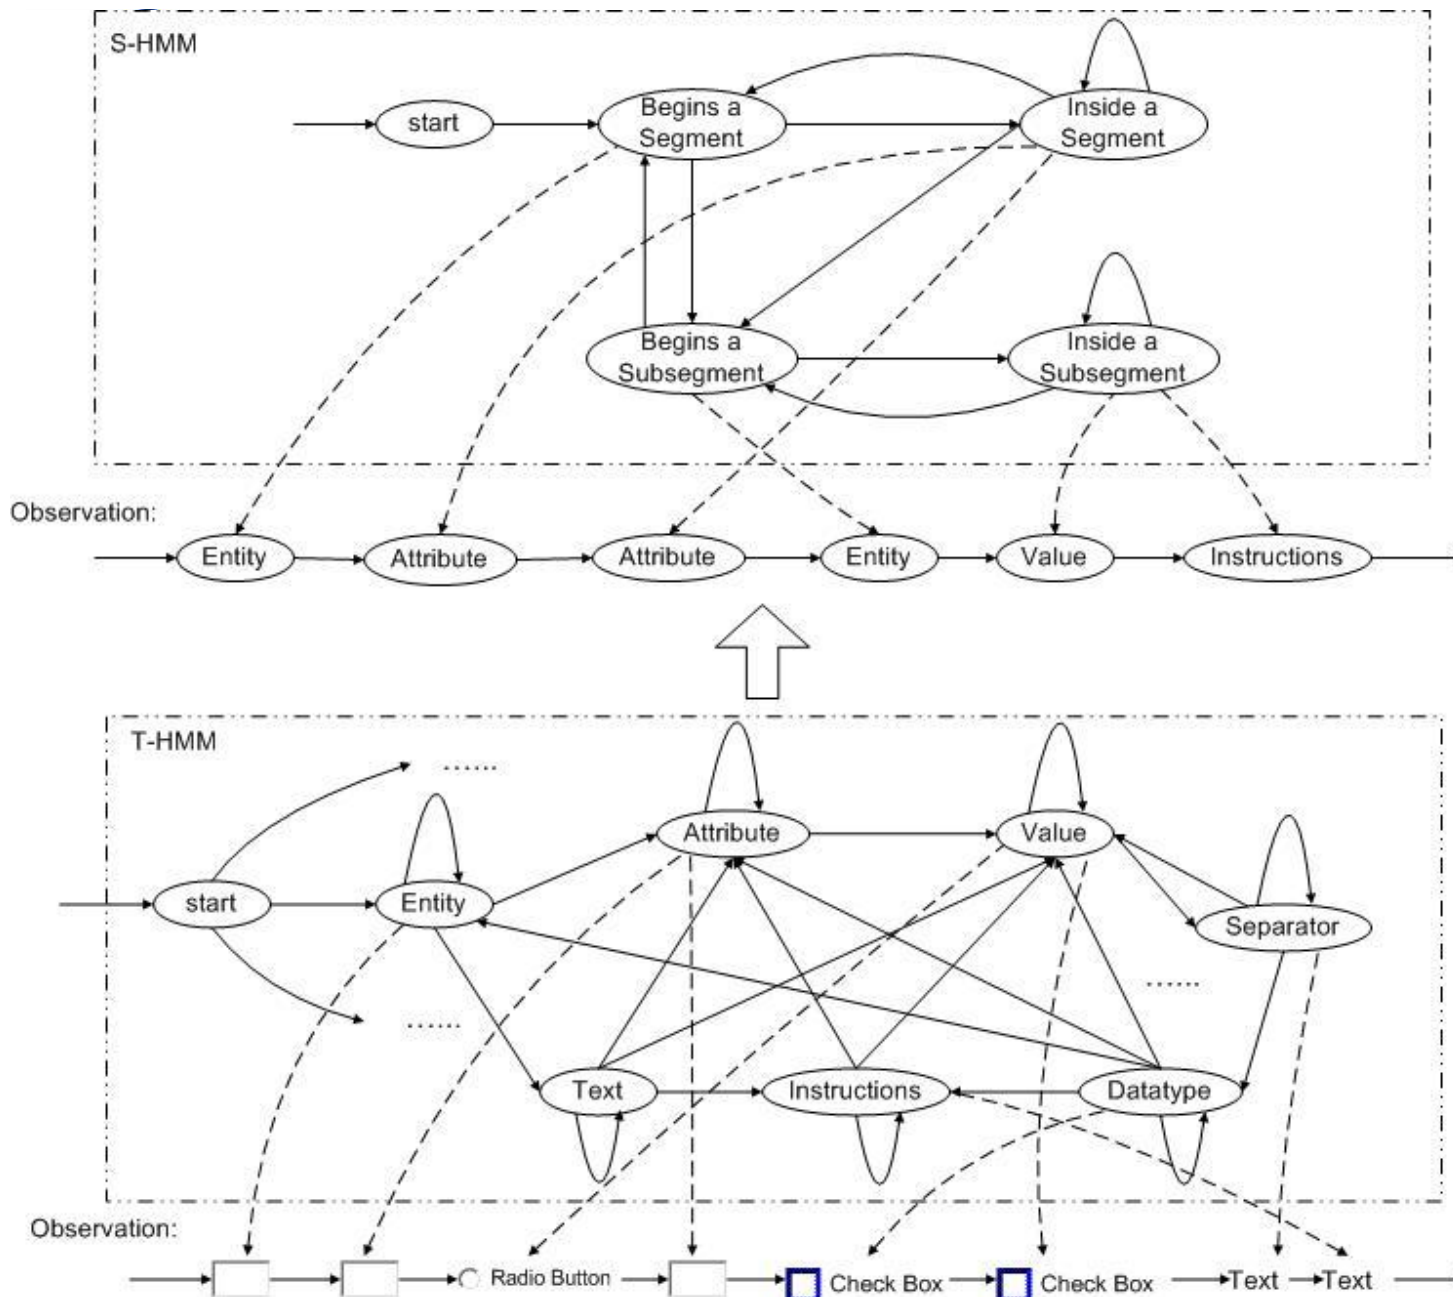 S-HMM
start
Begins a
Segment
Inside a
Segment
Begins a
Subsegment
Inside a
Subsegment
Observation:
Entity
Attribute
Attribute
Entity
Value
Instructions
T-HMM
......
Attribute
Value
start
Entity
Separator
......
......
Text
Instructions
Datatype
Observation:
Radio Button
Check Box
Check Box
Text
Text